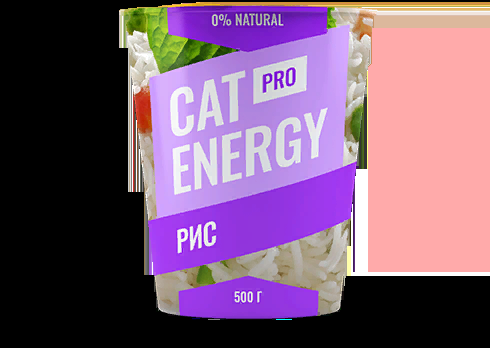 0% NATURAL
CAT PRO
ENERGY
РИС
500 Г